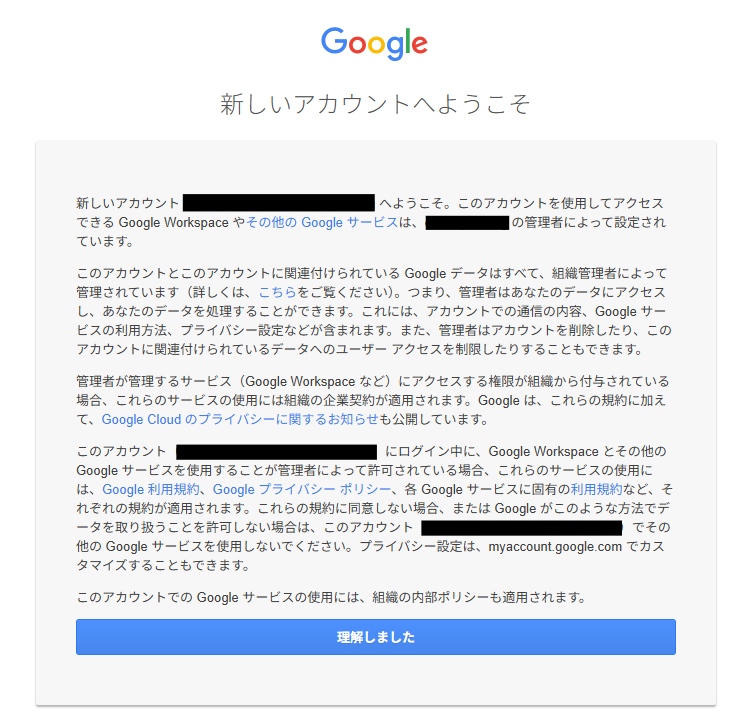 Google
新しいアカウントへようこそ
新しいアカウント へようこそ。このアカウントを使用してアクセス
できる Google Workspace やその他の Google サービスは、 の管理者によって設定され
ています。
このアカウントとこのアカウントに関連付けられている Google データはすべて、組織管理者によって
管理されています（詳しくは、こちらをご覧ください）。つまり、管理者はあなたのデータにアクセス
し、あなたのデータを処理することができます。これには、アカウントでの通信の内容、Google サー
ビスの利用方法、プライバシー設定などが含まれます。また、管理者はアカウントを削除したり、この
アカウントに関連付けられているデータへのユーザー アクセスを制限したりすることもできます。
管理者が管理するサービス（Google Workspace など）にアクセスする権限が組織から付与されている
場合、これらのサービスの使用には組織の企業契約が適用されます。Google は、これらの規約に加え
て、Google Cloud のプライバシーに関するお知らせも公開しています。
このアカウント にログイン中に、Google Workspace とその他の
Google サービスを使用することが管理者によって許可されている場合、これらのサービスの使用に
は、Google 利用規約、Google プライバシー ポリシー、各 Google サービスに固有の利用規約など、そ
れぞれの規約が適用されます。これらの規約に同意しない場合、または Google がこのような方法でデ
ータを取り扱うことを許可しない場合は、このアカウント ）でその
他の Google サービスを使用しないでください。プライバシー設定は、myaccount.google.com でカス
タマイズすることもできます。
このアカウントでの Google サービスの使用には、組織の内部ポリシーも適用されます。
理解しました